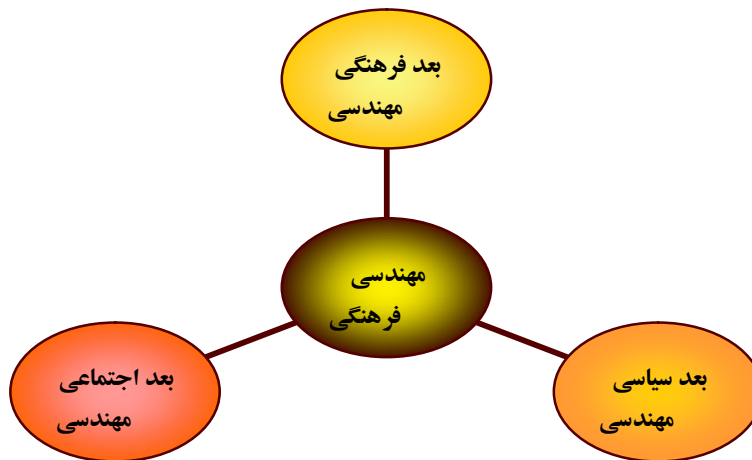 بعد فرهنگی
مهندسی
مهندسی
فرهنگی
بعد اجتماعی
مهندسی
بعد سیاسی
مهندسی